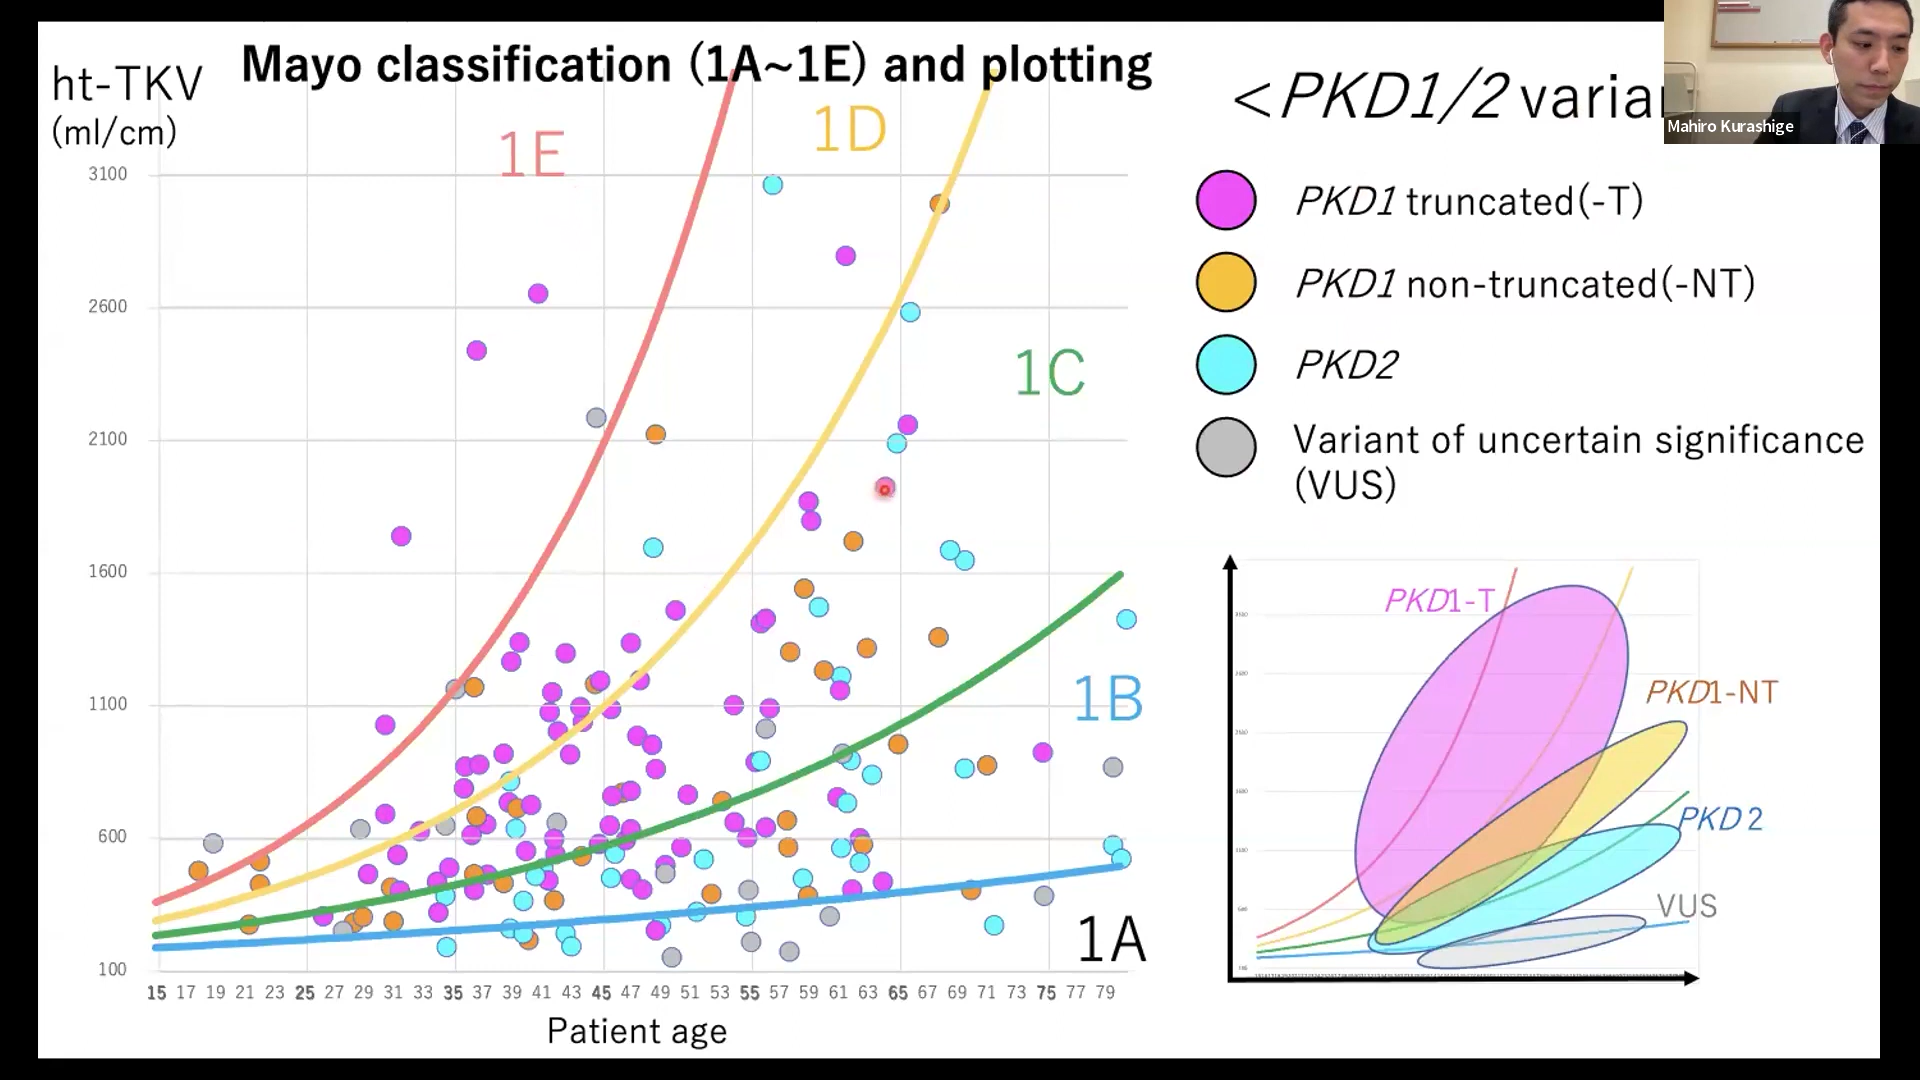 Mayo classification (1A~1E) and plotting
ht-TKV
(ml/cm)
3100
2600
2100
1600
1100
600
100
1E
1D
1C
1B
1A
15 17 19 21 23 25 27 29 31 33 35 37 39 41 43 45 47 49 51 53 55 57 59 61 63 65 67 69 71 73 75 77 79
Patient age
<PKD1/2 varia
Mahiro Kurashige
PKD1 truncated(-T)
PKD1 non-truncated(-NT)
PKD2
Variant of uncertain significance
(VUS)
PKD1-T
PKD1-NT
PKD 2
VUS